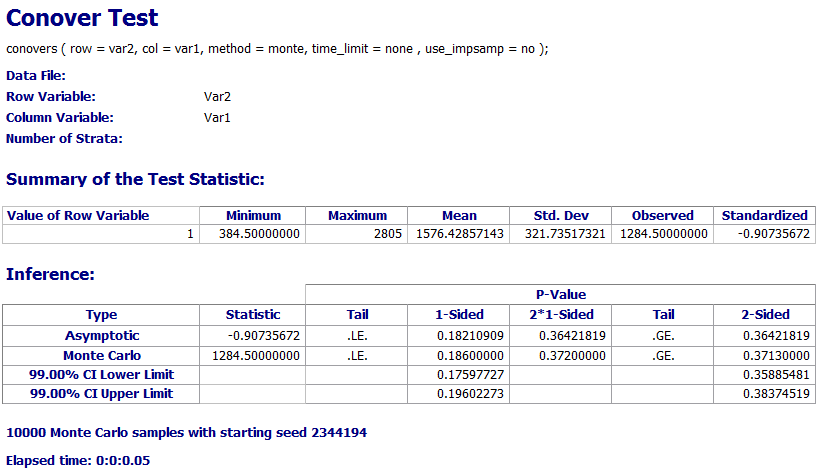 Conover Test
conovers ( row = var2, col = var1, method = monte, time_limit = none , use_impsamp = no );
Data File:
Row Variable: Var2
Column Variable: Var1
Number of Strata:
Summary of the Test Statistic:
Value of Row Variable Minimum Maximum Mean Std. Dev Observed Standardized
1 384.50000000 2805 1576.42857143 321.73517321 1284.50000000 -0.90735672
Inference:
P-Value
Type Statistic Tail 1-Sided 2*1-Sided Tail 2-Sided
Asymptotic -0.90735672 .LE. 0.18210909 0.36421819 .GE. 0.36421819
Monte Carlo 1284.50000000 .LE. 0.18600000 0.37200000 .GE. 0.37130000
99.00% CI Lower Limit 0.17597727 0.35885481
99.00% CI Upper Limit 0.19602273 0.38374519
10000 Monte Carlo samples with starting seed 2344194
Elapsed time: 0:0:0.05